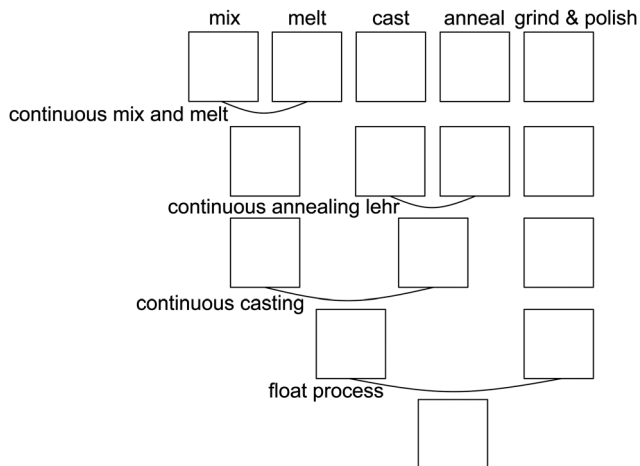 mix melt cast anneal grind & polish
continuous mix and melt
continuous annealing lehr
continuous casting
float process